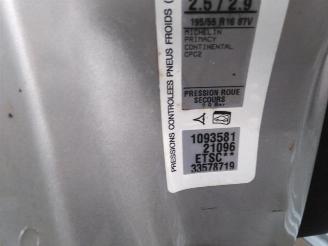 2.5 / 2.9
195/55 R16 87V
MICHELIN
PRIMACY
CONTINENTAL
CPC2
PRESSION ROUE
SECOURS
PRESSIONS CONTROLEES PNEUS FROIDS (
1093581
21096
ETSC**
33578719